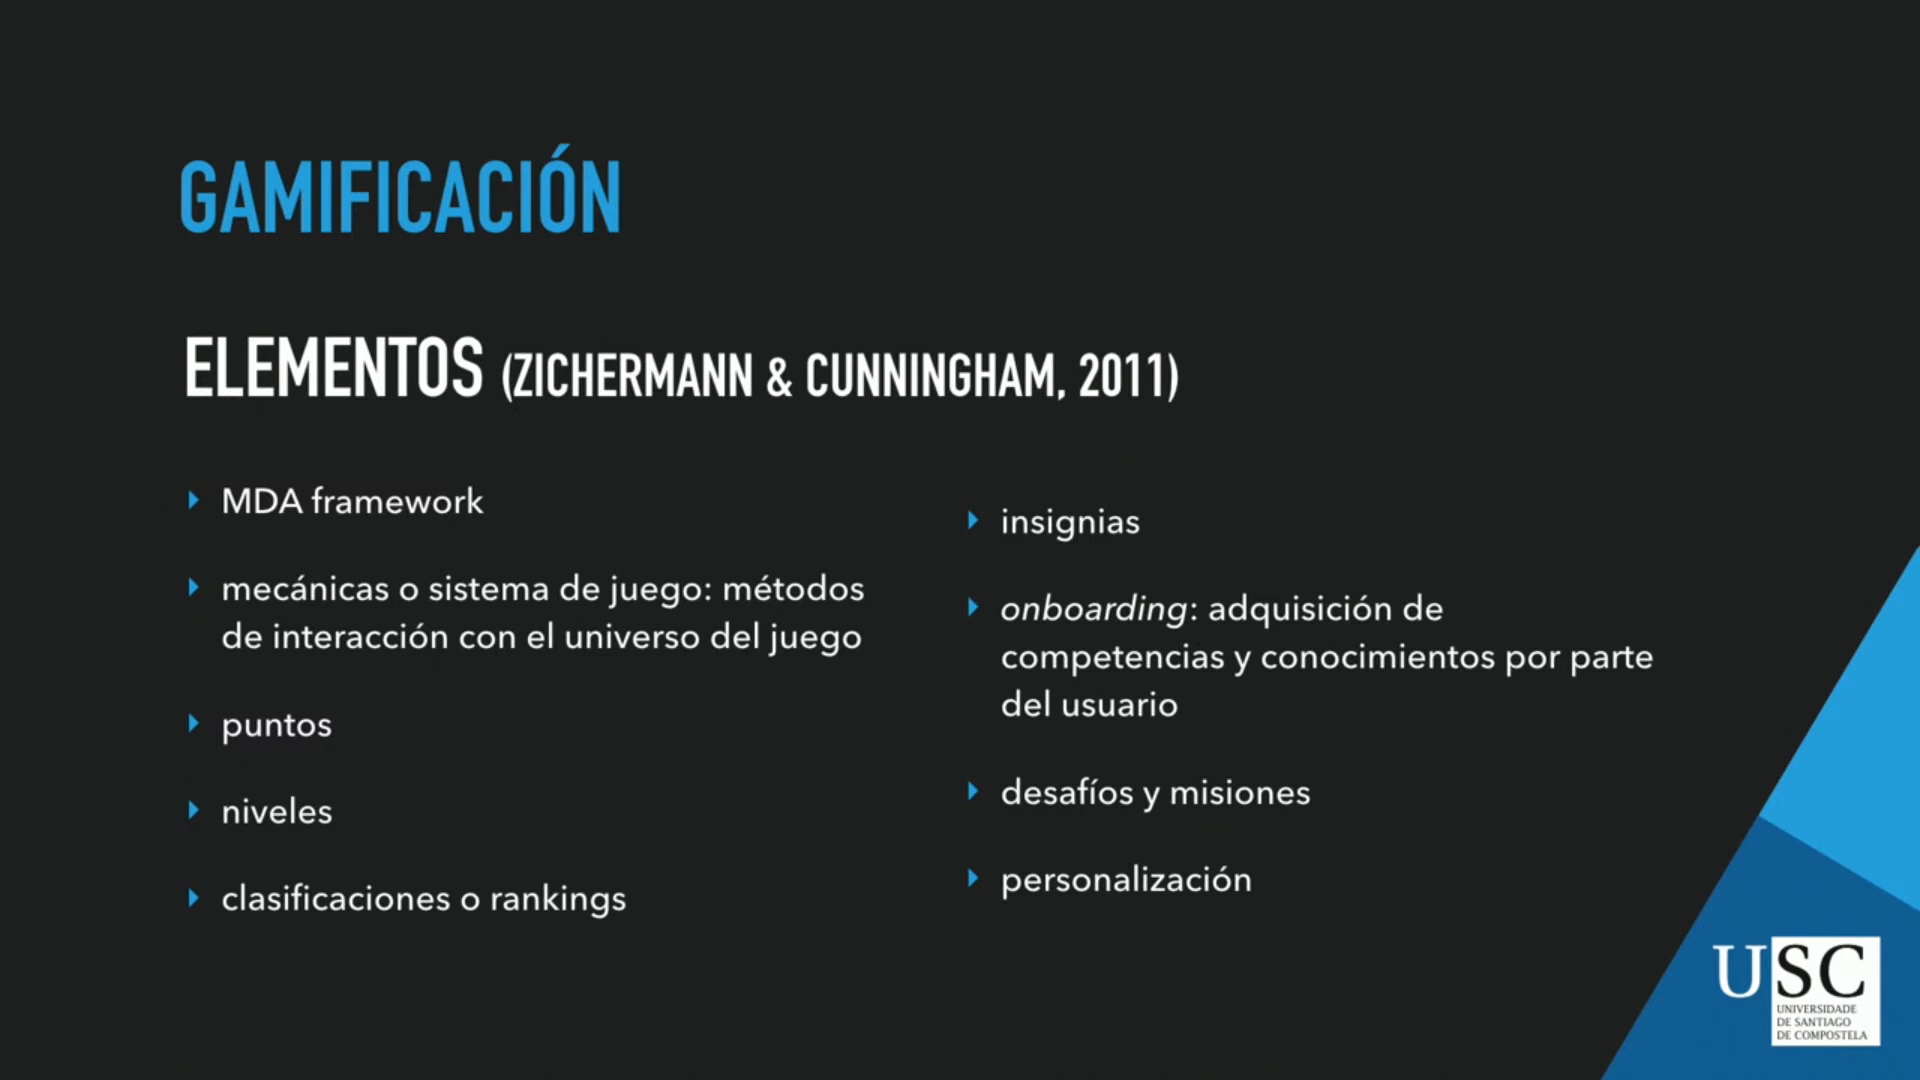 GAMIFICACIÓN
ELEMENTOS (ZICHERMANN & CUNNINGHAM, 2011)
MDA framework
mecánicas o sistema de juego: métodos
de interacción con el universo del juego
puntos
niveles
clasificaciones o rankings
insignias
onboarding: adquisición de
competencias y conocimientos por parte
del usuario
desafíos y misiones
personalización
USC
UNIVERSIDADE
DE SANTIAGO
DE COMPOSTELA